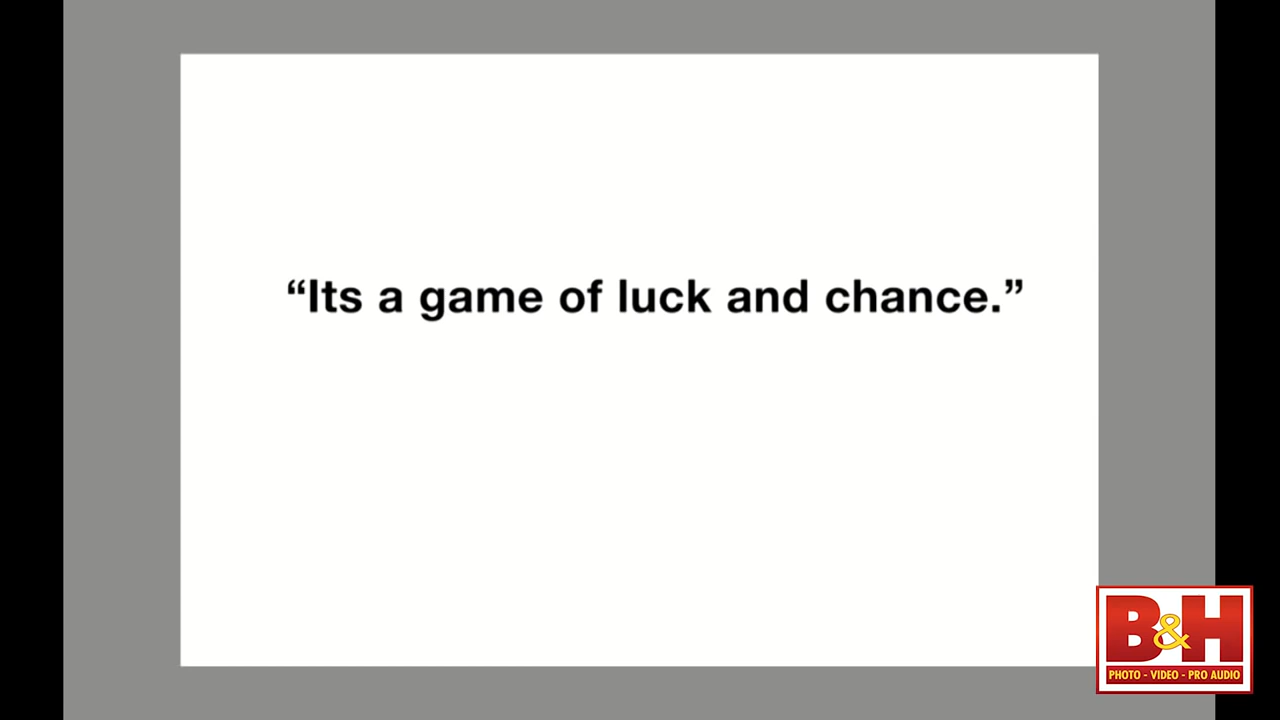 “Its a game of luck and chance.”
B&H
PHOTO - VIDEO - PRO AUDIO